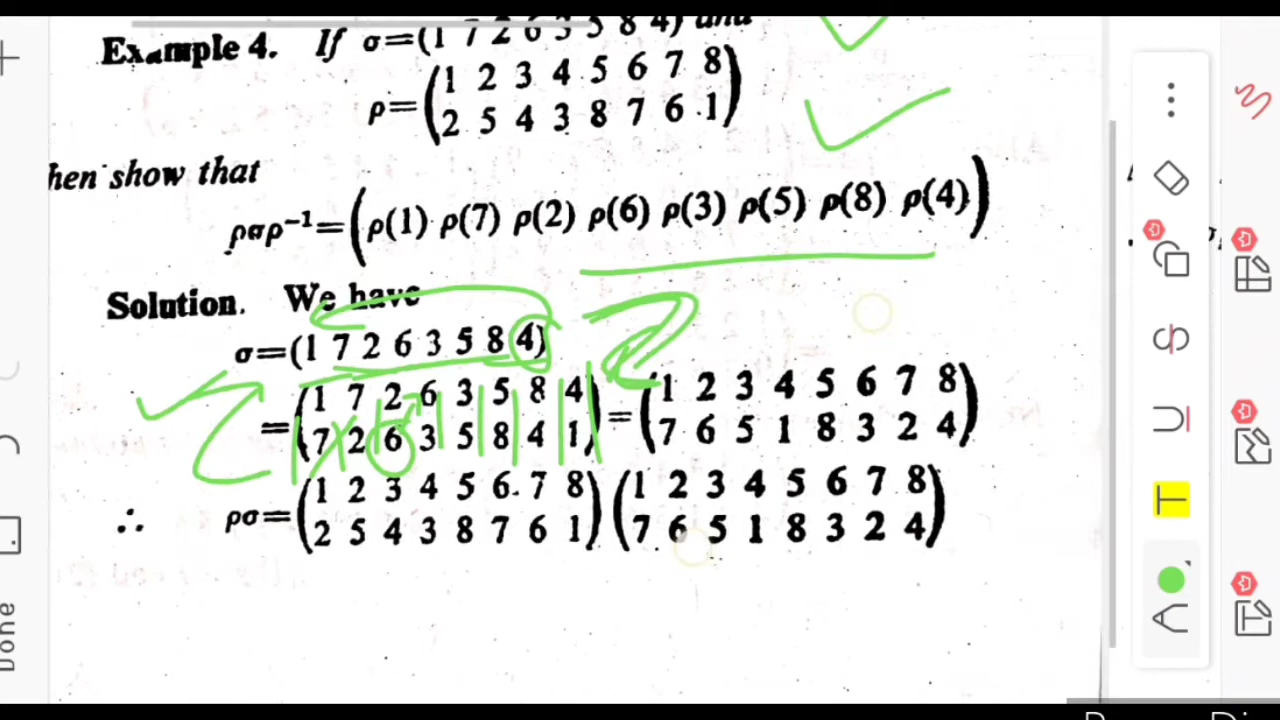 Example 4. If σ=(1 7 2 6 3 5 8 4) and
ρ=(1 2 3 4 5 6 7 8
2 5 4 3 8 7 6 1)
hen show that
ρσρ⁻¹=(ρ(1) ρ(7) ρ(2) ρ(6) ρ(3) ρ(5) ρ(8) ρ(4))
Solution. We have
σ=(1 7 2 6 3 5 8 4)
=(1 7 2 6 3 5 8 4
7 2 6 3 5 8 4 1)=(1 2 3 4 5 6 7 8
7 6 5 1 8 3 2 4)
∴ ρσ=(1 2 3 4 5 6 7 8
2 5 4 3 8 7 6 1)(1 2 3 4 5 6 7 8
7 6 5 1 8 3 2 4)
Done